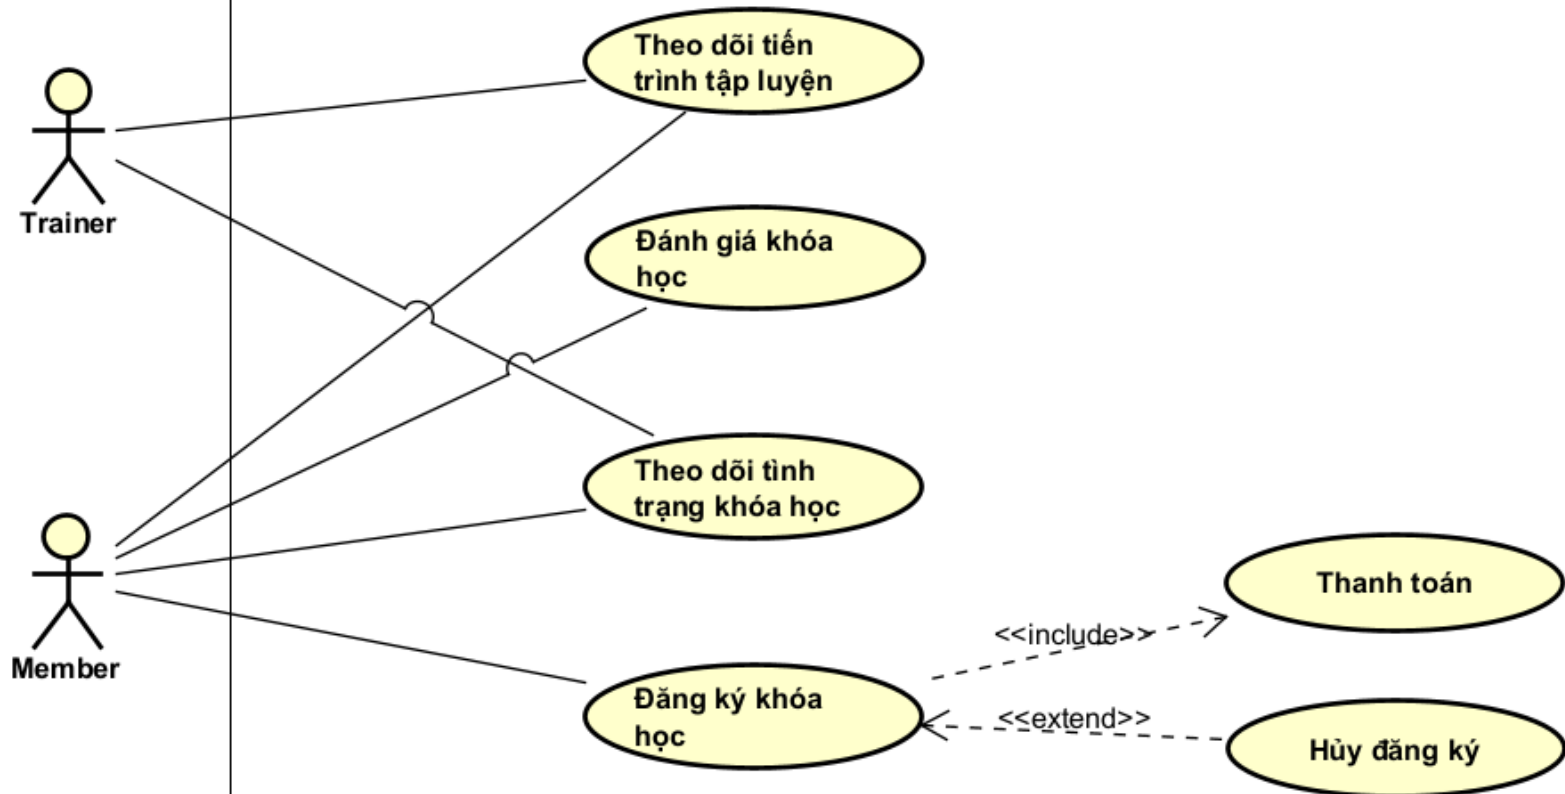 Theo dõi tiến
trình tập luyện
Trainer
Đánh giá khóa
học
Theo dõi tình
trạng khóa học
Member
Thanh toán
<<include>>
Đăng ký khóa
học
<<extend>>
Hủy đăng ký